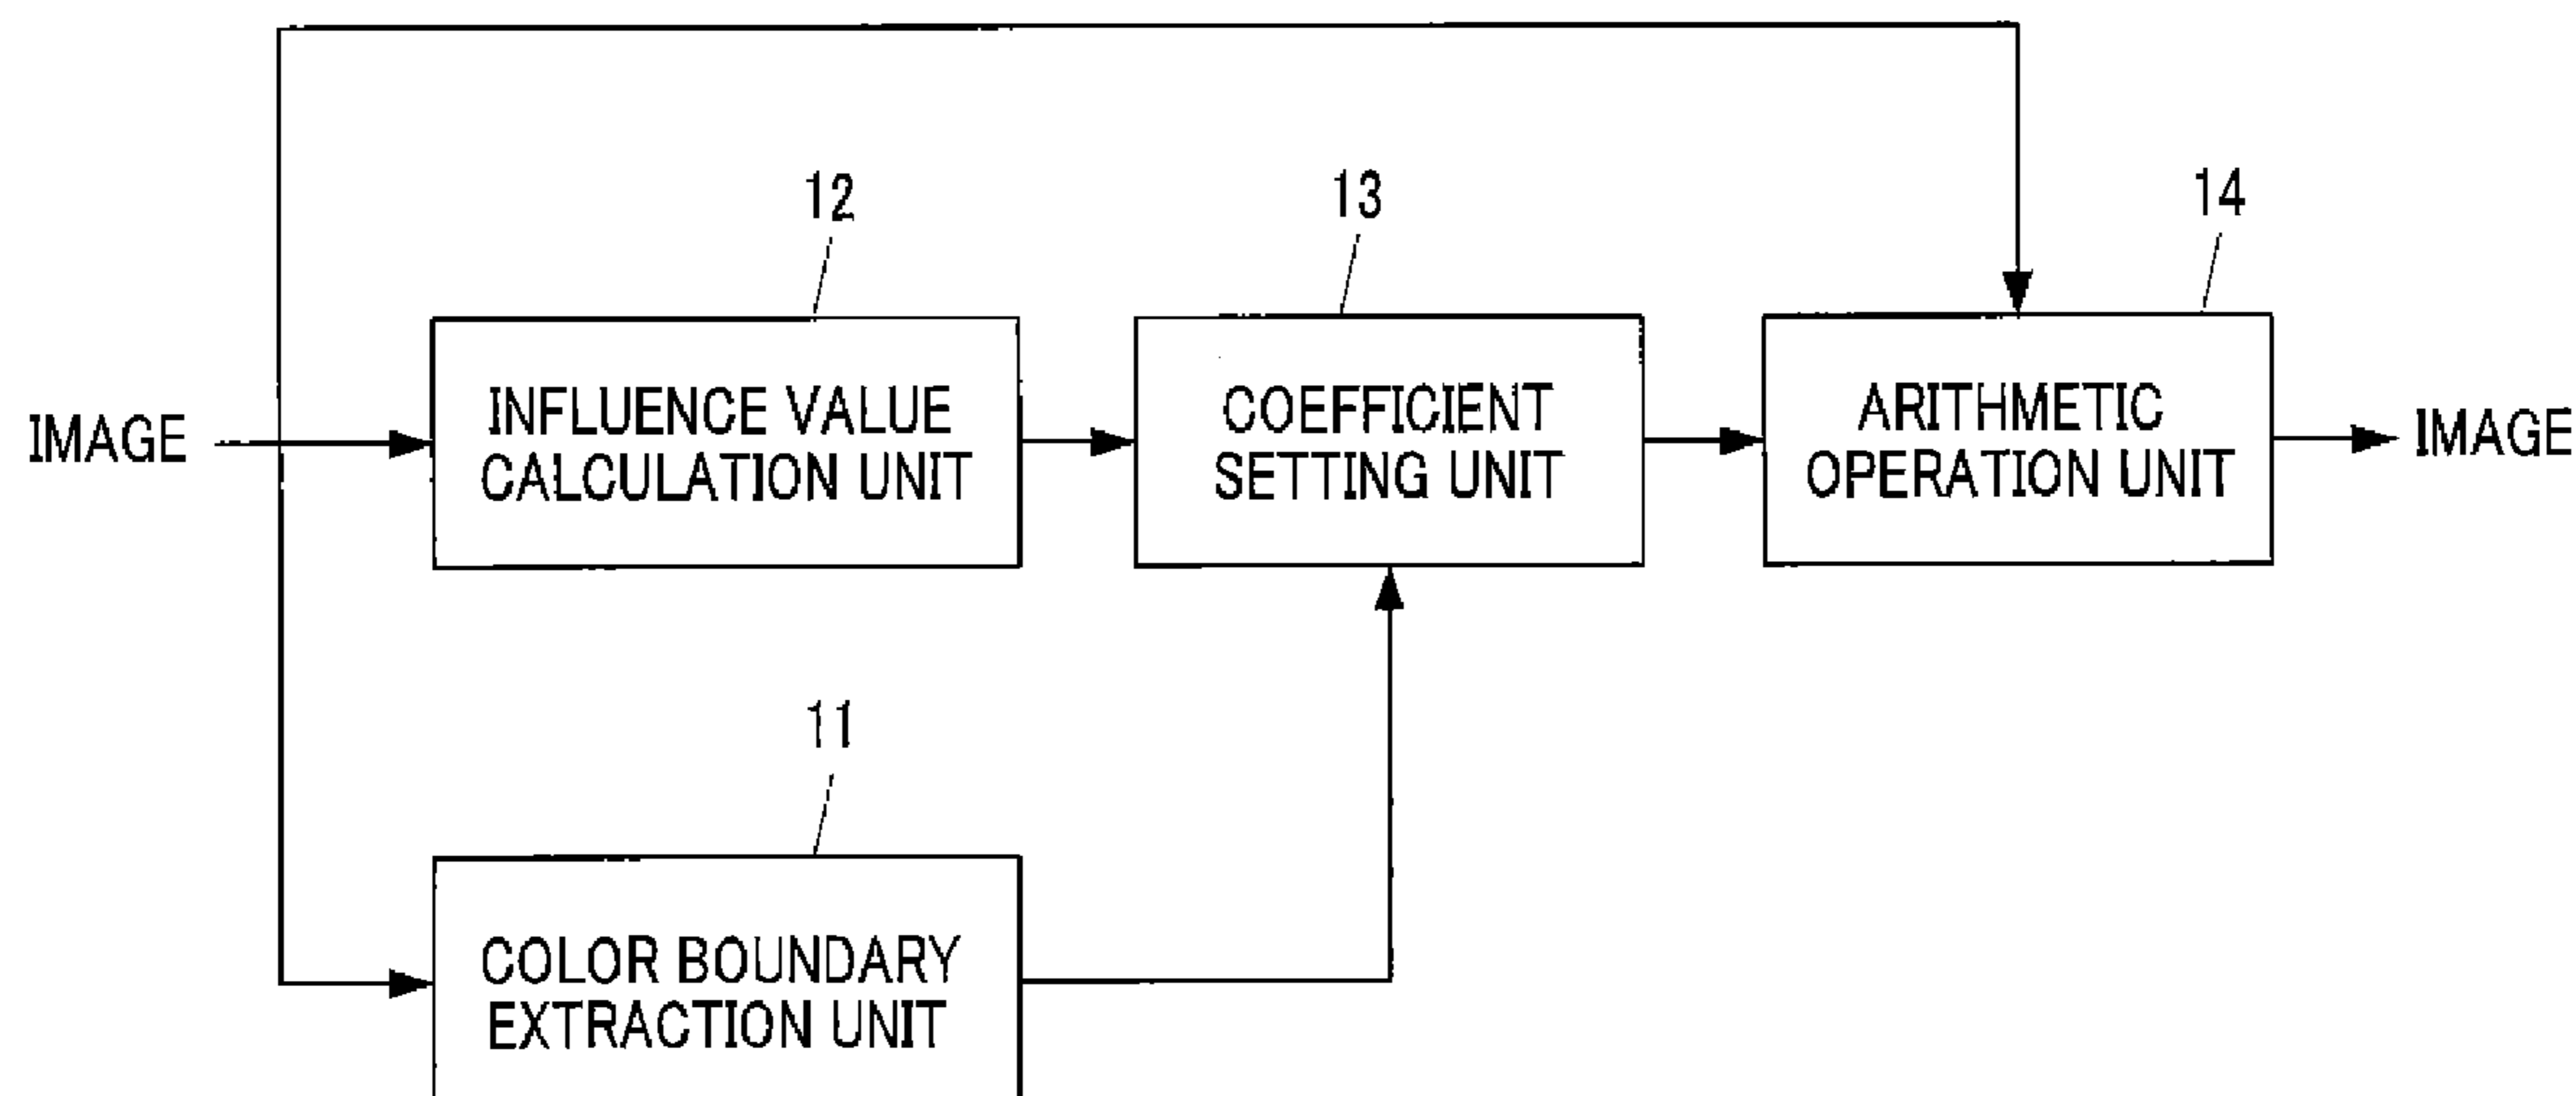 12
13
14
IMAGE
INFLUENCE VALUE
CALCULATION UNIT
COEFFICIENT
SETTING UNIT
ARITHMETIC
OPERATION UNIT
IMAGE
11
COLOR BOUNDARY
EXTRACTION UNIT